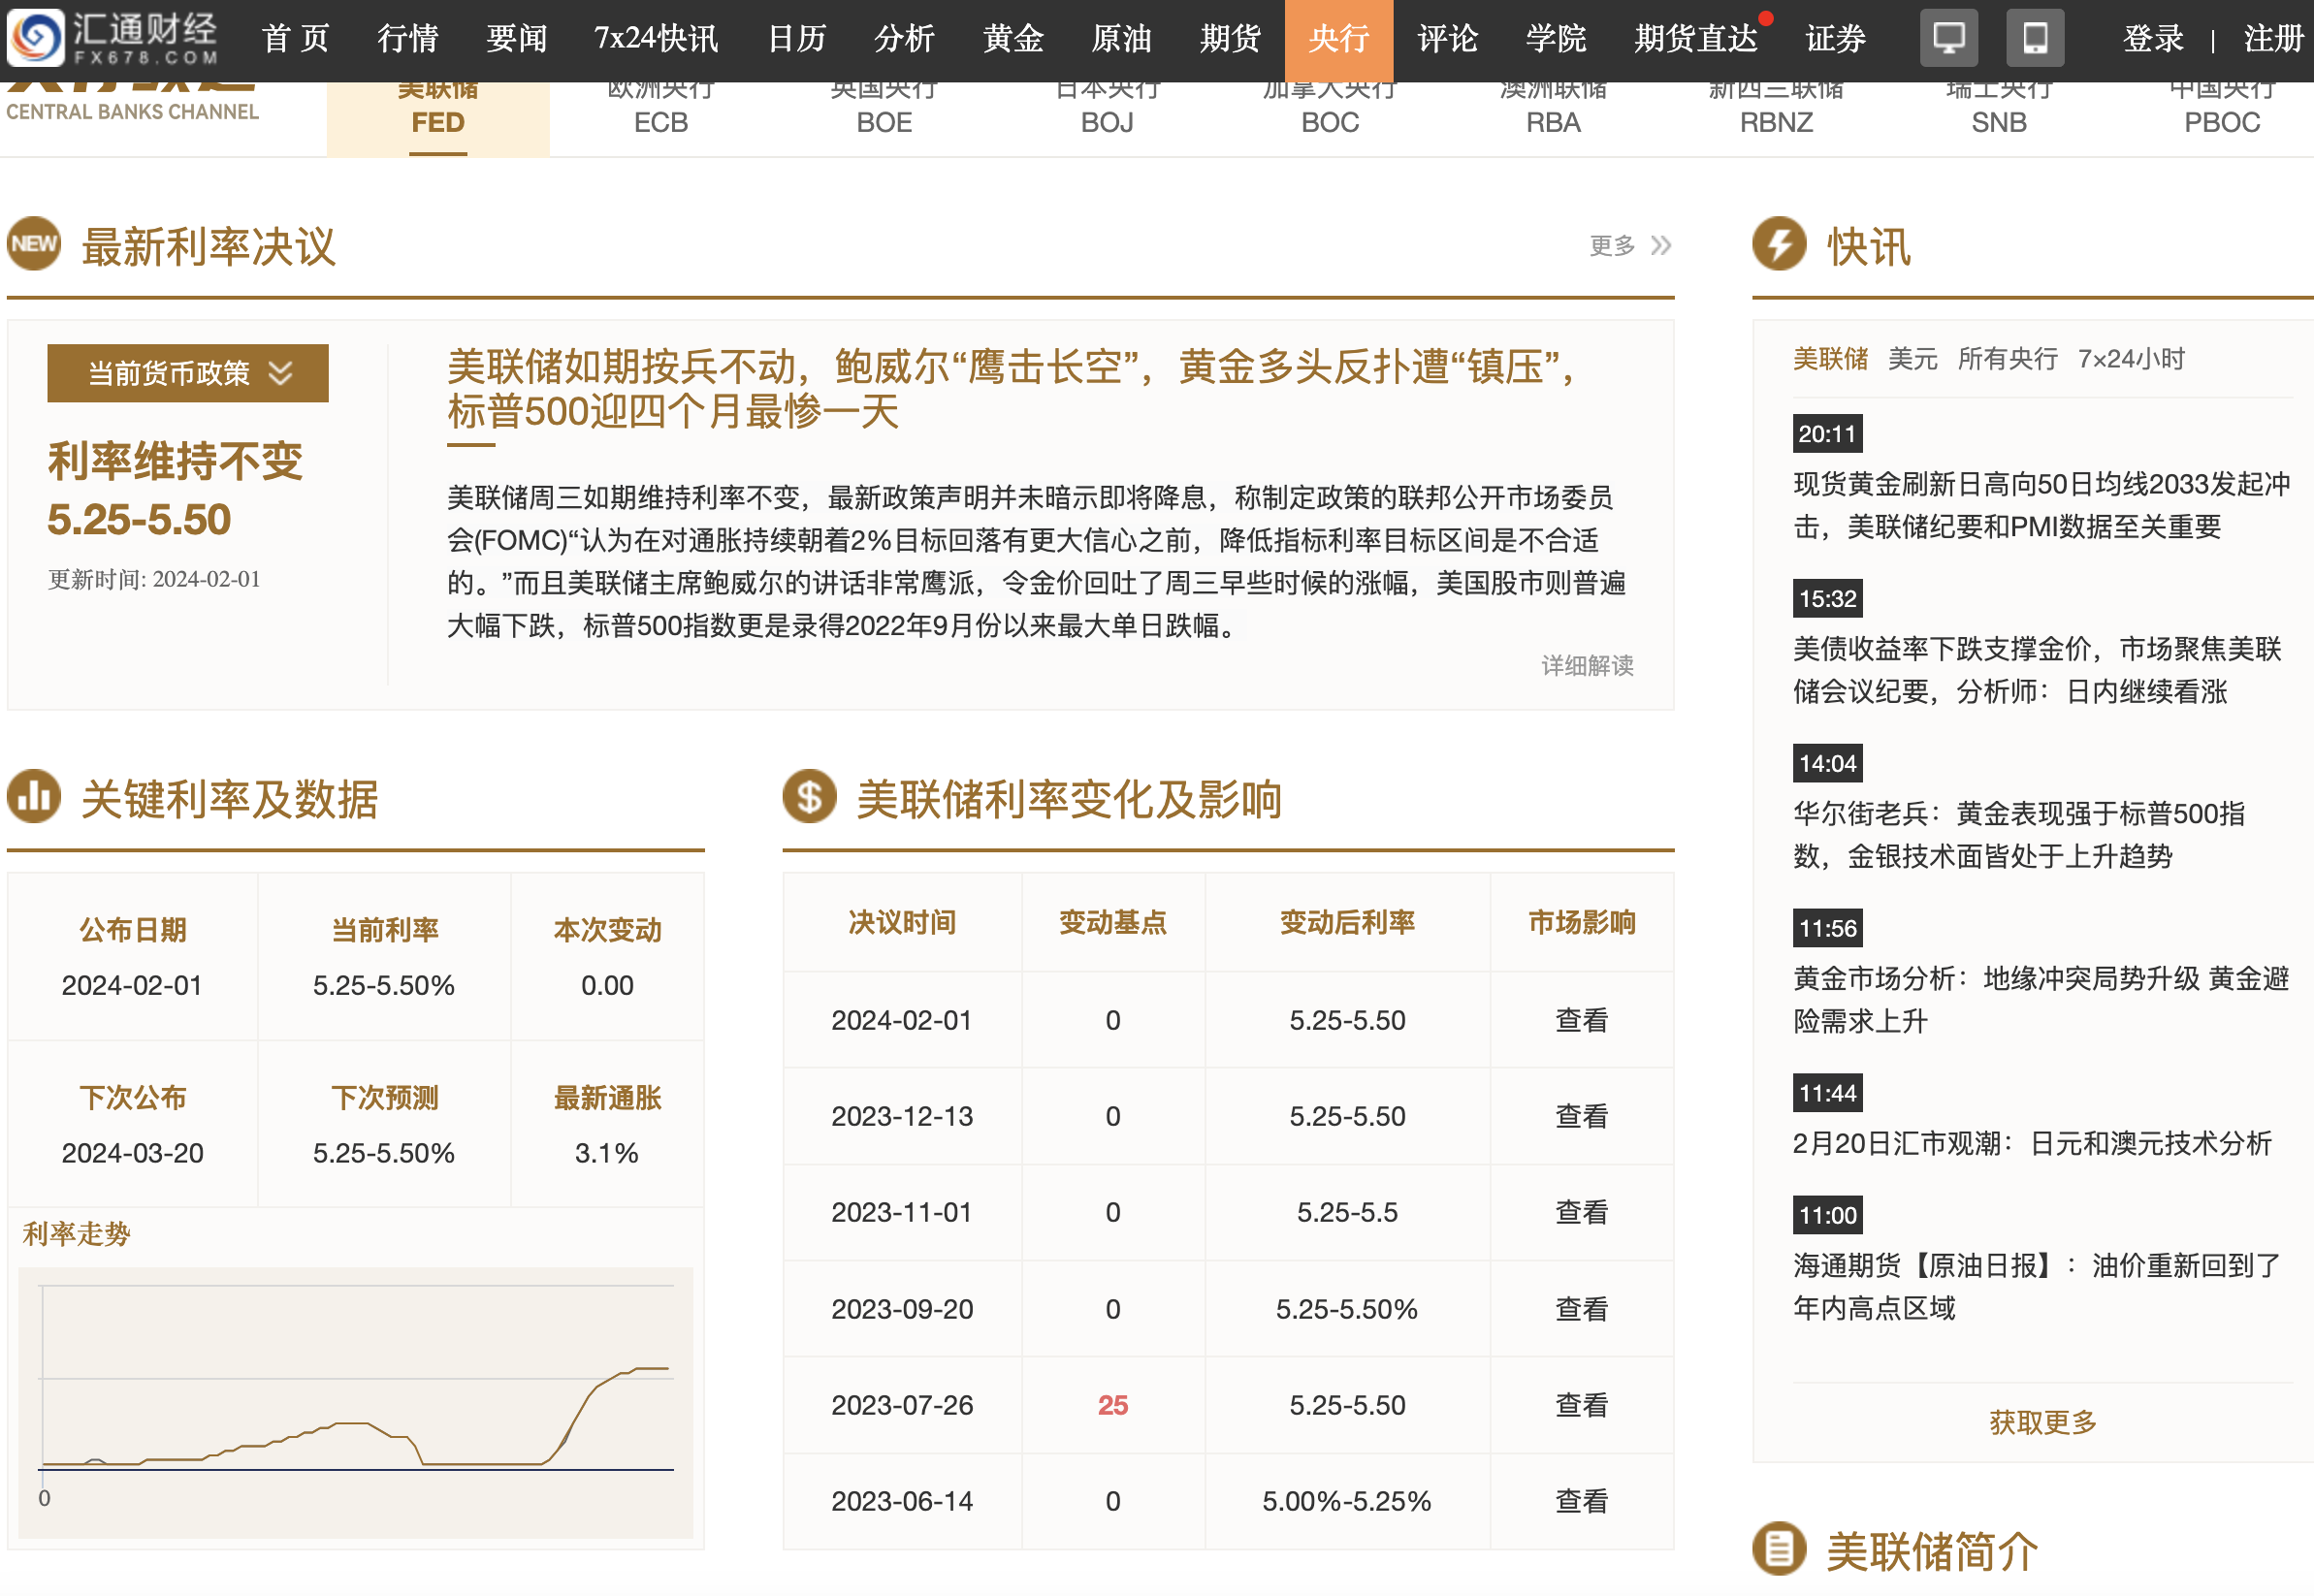 汇通财经
FX678.COM
首 页
行情
要闻
7x24快讯
日历
分析
黄金
原油
期货
央行
评论
学院
期货直达
证券
登录
|
注册
CENTRAL BANKS CHANNEL
美联储
FED
欧洲央行
ECB
英国央行
BOE
日本央行
BOJ
加拿大央行
BOC
澳洲联储
RBA
新西兰联储
RBNZ
瑞士央行
SNB
中国央行
PBOC
NEW 最新利率决议
更多
当前货币政策
利率维持不变
5.25-5.50
更新时间: 2024-02-01
美联储如期按兵不动，鲍威尔“鹰击长空”，黄金多头反扑遭“镇压”，
标普500迎四个月最惨一天
美联储周三如期维持利率不变，最新政策声明并未暗示即将降息，称制定政策的联邦公开市场委员
会(FOMC)“认为在对通胀持续朝着2%目标回落有更大信心之前，降低指标利率目标区间是不合适
的。”而且美联储主席鲍威尔的讲话非常鹰派，令金价回吐了周三早些时候的涨幅，美国股市则普遍
大幅下跌，标普500指数更是录得2022年9月份以来最大单日跌幅。
详细解读
关键利率及数据
公布日期 当前利率 本次变动
2024-02-01 5.25-5.50% 0.00
下次公布 下次预测 最新通胀
2024-03-20 5.25-5.50% 3.1%
利率走势
0
$ 美联储利率变化及影响
决议时间 变动基点 变动后利率 市场影响
2024-02-01 0 5.25-5.50 查看
2023-12-13 0 5.25-5.50 查看
2023-11-01 0 5.25-5.5 查看
2023-09-20 0 5.25-5.50% 查看
2023-07-26 25 5.25-5.50 查看
2023-06-14 0 5.00%-5.25% 查看
快讯
美联储 美元 所有央行 7×24小时
20:11
现货黄金刷新日高向50日均线2033发起冲
击，美联储纪要和PMI数据至关重要
15:32
美债收益率下跌支撑金价，市场聚焦美联
储会议纪要，分析师：日内继续看涨
14:04
华尔街老兵：黄金表现强于标普500指
数，金银技术面皆处于上升趋势
11:56
黄金市场分析：地缘冲突局势升级 黄金避
险需求上升
11:44
2月20日汇市观潮：日元和澳元技术分析
11:00
海通期货【原油日报】：油价重新回到了
年内高点区域
获取更多
美联储简介